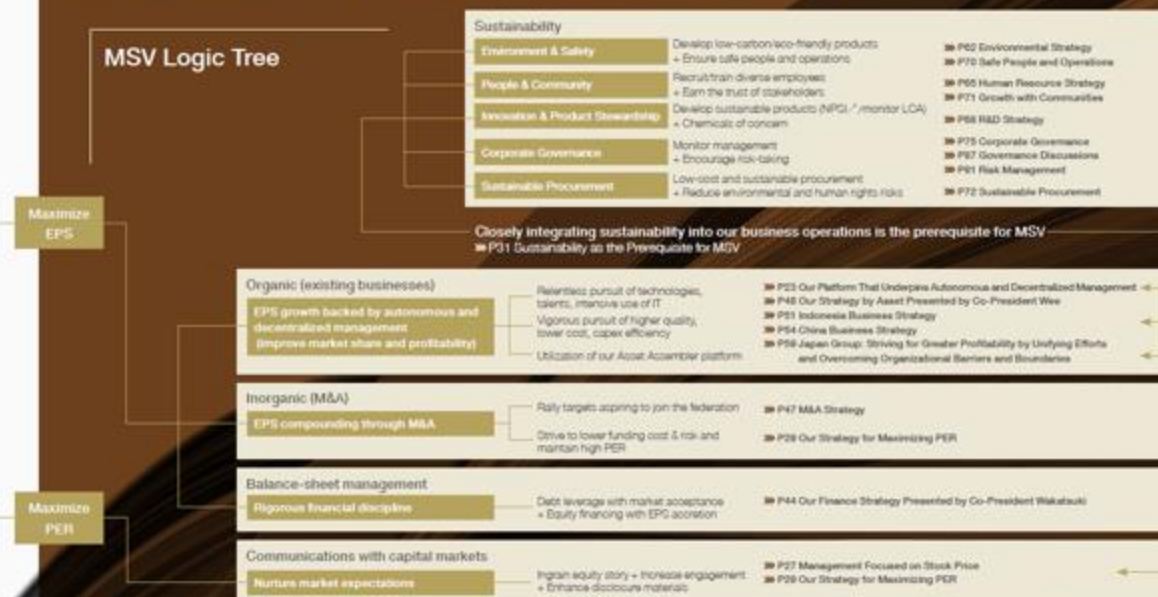 MSV Logic Tree
Maximize
EPS
Maximize
PER
Sustainability
Environment & Safety
Develop low-carbon/eco-friendly products
+ Ensure safe people and operations
P62 Environmental Strategy
P70 Safe People and Operations
People & Community
Recruit/train diverse employees
+ Earn the trust of stakeholders
P65 Human Resource Strategy
P71 Growth with Communities
Innovation & Product Stewardship
Develop sustainable products (NPSI /monitor LCA)
+ Chemicals of concern
P68 R&D Strategy
Corporate Governance
Monitor management
+ Encourage risk-taking
P75 Corporate Governance
P87 Governance Discussions
P91 Risk Management
Sustainable Procurement
Low-cost and sustainable procurement
+ Reduce environmental and human rights risks
P72 Sustainable Procurement
Closely integrating sustainability into our business operations is the prerequisite for MSV
P31 Sustainability as the Prerequisite for MSV
Organic (existing businesses)
EPS growth backed by autonomous and
decentralized management
(improve market share and profitability)
Relentless pursuit of technologies,
talents, intensive use of IT
Vigorous pursuit of higher quality,
lower cost, capex efficiency
Utilization of our Asset Assembler platform
P23 Our Platform That Underpins Autonomous and Decentralized Management
P48 Our Strategy by Asset Presented by Co-President Wee
P51 Indonesia Business Strategy
P54 China Business Strategy
P59 Japan Group: Striving for Greater Profitability by Unifying Efforts
and Overcoming Organizational Barriers and Boundaries
Inorganic (M&A)
EPS compounding through M&A
Rally targets aspiring to join the federation
P47 M&A Strategy
Strive to lower funding cost & risk and
maintain high PER
P29 Our Strategy for Maximizing PER
Balance-sheet management
Rigorous financial discipline
Debt leverage with market acceptance
+ Equity financing with EPS accretion
P44 Our Finance Strategy Presented by Co-President Wakatsuki
Communications with capital markets
Nurture market expectations
Ingrain equity story + Increase engagement
+ Enhance disclosure materials
P27 Management Focused on Stock Price
P29 Our Strategy for Maximizing PER